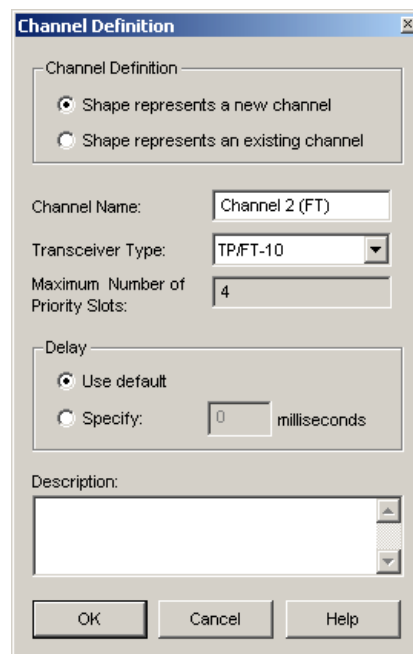 Channel Definition
Channel Definition
Shape represents a new channel
Shape represents an existing channel
Channel Name: Channel 2 (FT)
Transceiver Type: TP/FT-10
Maximum Number of
Priority Slots: 4
Delay
Use default
Specify: 0 milliseconds
Description:
OK Cancel Help